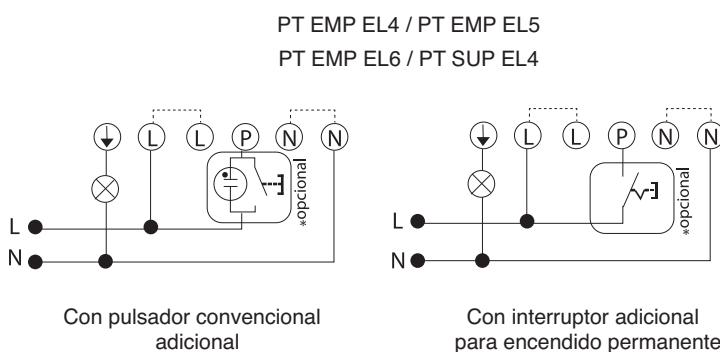 PT EMP EL4 / PT EMP EL5
PT EMP EL6 / PT SUP EL4
L L P N N
*opcional
L
N
Con pulsador convencional
adicional
L L P N N
*opcional
L
N
Con interruptor adicional
para encendido permanente